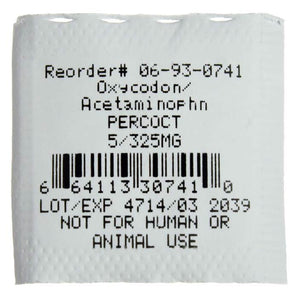 Reorder# 06-93-0741
Oxycodon/
Acetaminophn
PERCOCT
5/325MG
6 64113 30741 0
LOT/EXP 4714/03 2039
NOT FOR HUMAN OR
ANIMAL USE